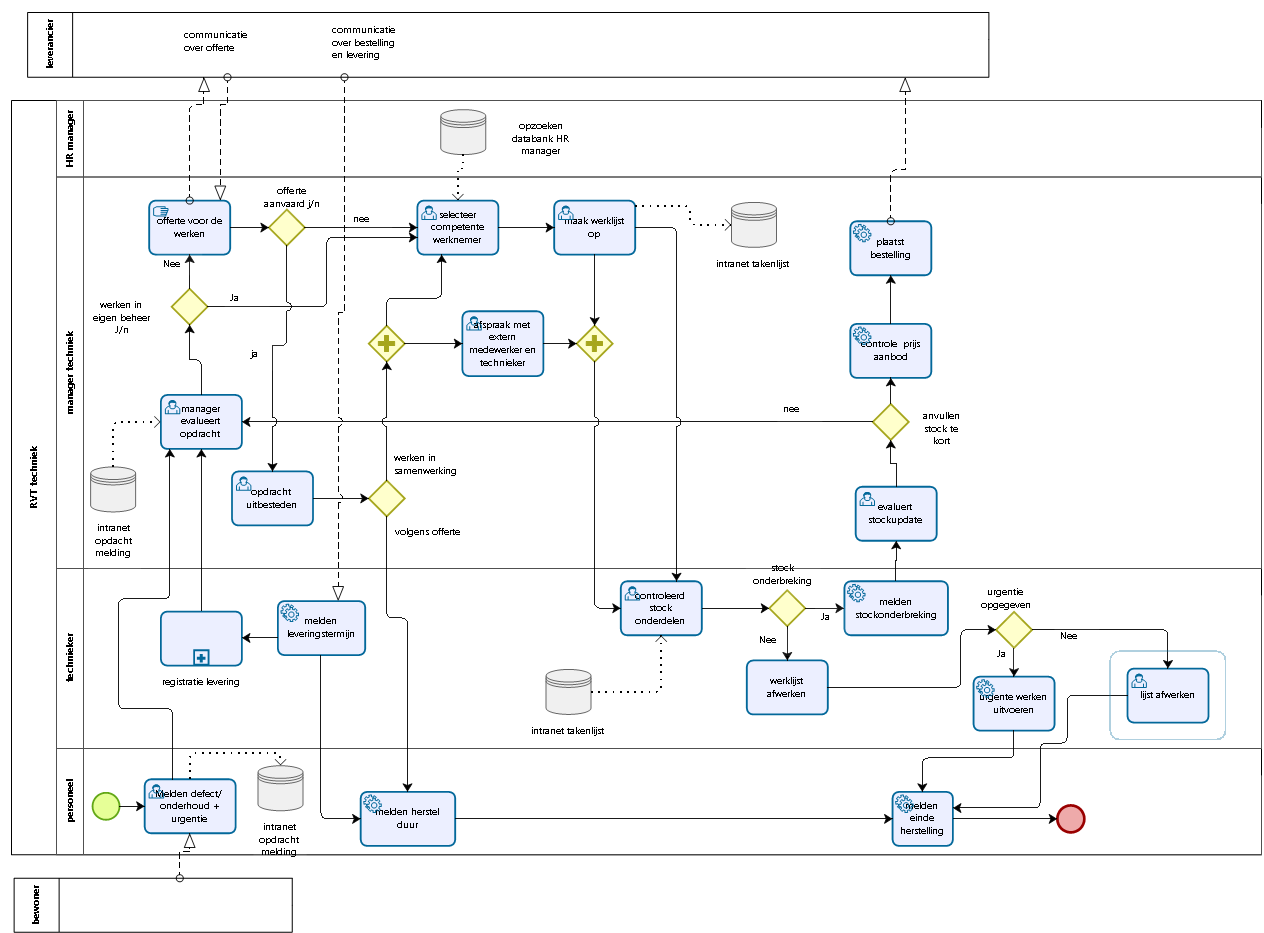 leverancier
communicatie
over offerte
communicatie
over bestelling
en levering
RVT techniek
HR manager
opzoeken
databank HR
manager
manager techniek
offerte voor de
werken
offerte
aanvaard j/n
nee
selecteer
competente
werknemer
maak werklijst
op
intranet takenlijst
plaatst
bestelling
Nee
werken in
eigen beheer
J/n
Ja
ja
afspraak met
extern
medewerker en
technieker
controle prijs
aanbod
manager
evalueert
opdracht
nee
anvullen
stock te
kort
werken in
samenwerking
opdracht
uitbesteden
volgens offerte
evaluert
stockupdate
intranet
opdacht
melding
technieker
stock
onderbreking
melden
leveringstermijn
controleerd
stock
onderdelen
Ja
melden
stockonderbreking
urgentie
opgegeven
Nee
Nee
Ja
registratie levering
werklijst
afwerken
urgente werken
uitvoeren
lijst afwerken
intranet takenlijst
personeel
Melden defect/
onderhoud +
urgentie
intranet
opdracht
melding
melden herstel
duur
melden
einde
herstelling
bewoner